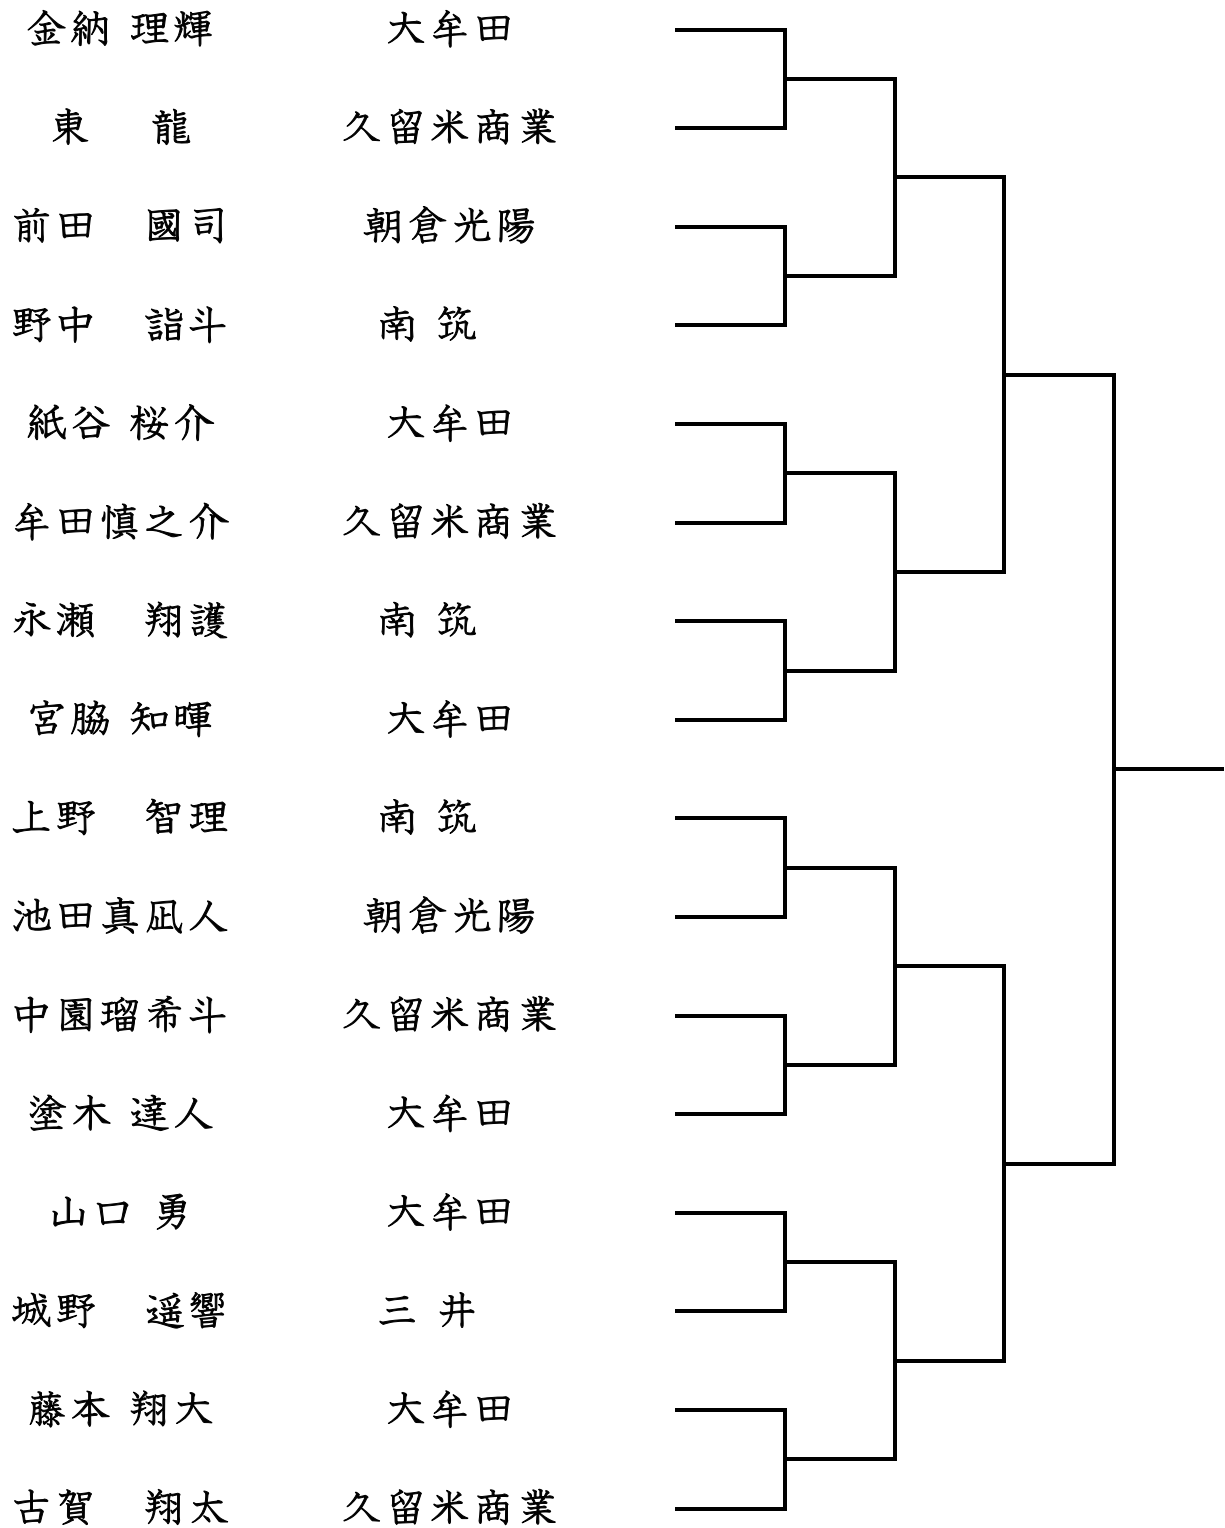 金納 理輝 大牟田
東 龍 久留米商業
前田 國司 朝倉光陽
野中 詣斗 南 筑
紙谷 桜介 大牟田
牟田慎之介 久留米商業
永瀬 翔護 南 筑
宮脇 知暉 大牟田
上野 智理 南 筑
池田真凪人 朝倉光陽
中園瑠希斗 久留米商業
塗木 達人 大牟田
山口 勇 大牟田
城野 遥響 三 井
藤本 翔大 大牟田
古賀 翔太 久留米商業